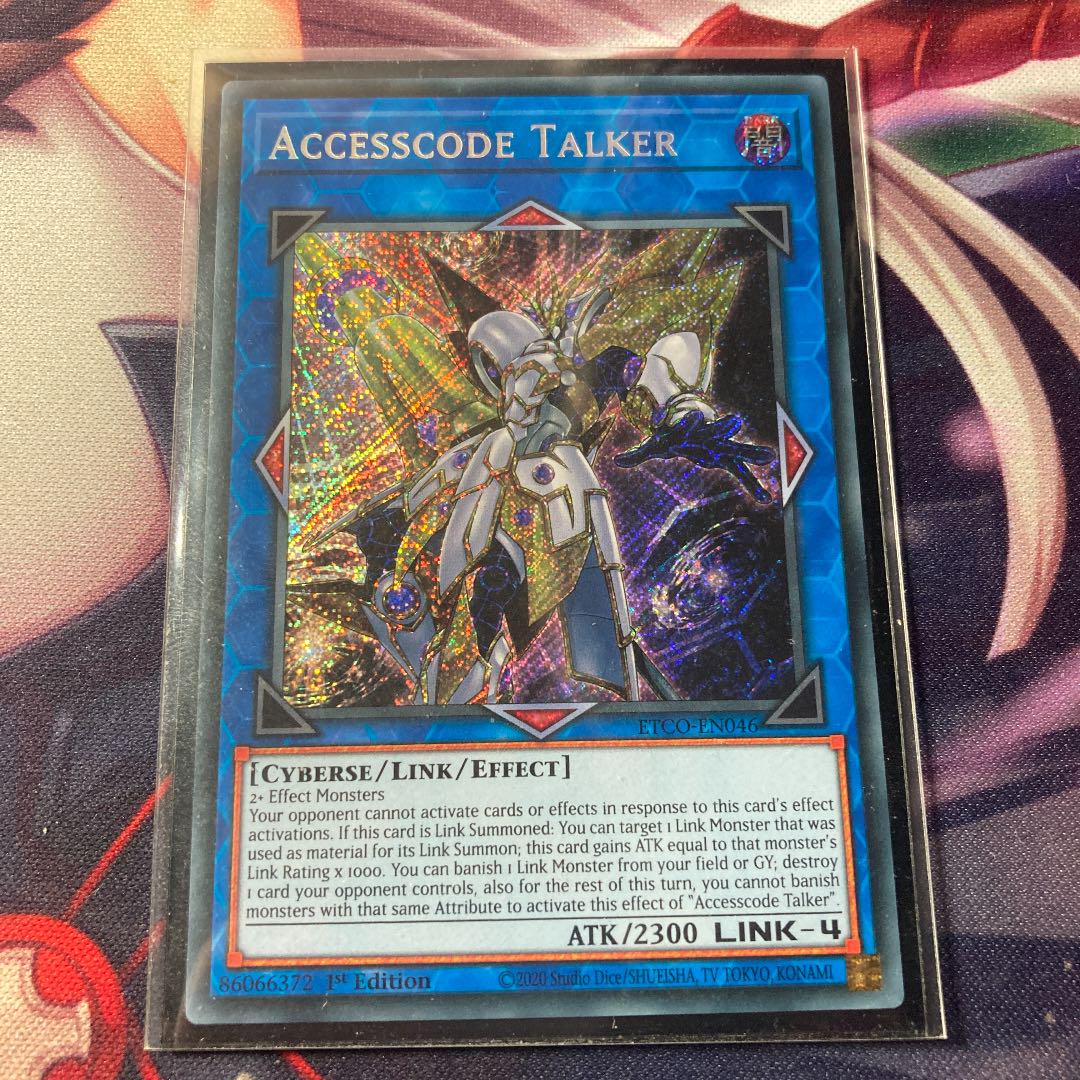 ACCESSCODE TALKER
DARK
闇
ETCO-EN046
[CYBERSE/LINK/EFFECT]
2+ Effect Monsters
Your opponent cannot activate cards or effects in response to this card's effect
activations. If this card is Link Summoned: You can target 1 Link Monster that was
used as material for its Link Summon; this card gains ATK equal to that monster's
Link Rating x 1000. You can banish 1 Link Monster from your field or GY; destroy
1 card your opponent controls, also for the rest of this turn, you cannot banish
monsters with that same Attribute to activate this effect of "Accesscode Talker".
ATK/2300 LINK-4
86066372 1st Edition ©2020 Studio Dice/SHUEISHA, TV TOKYO, KONAMI